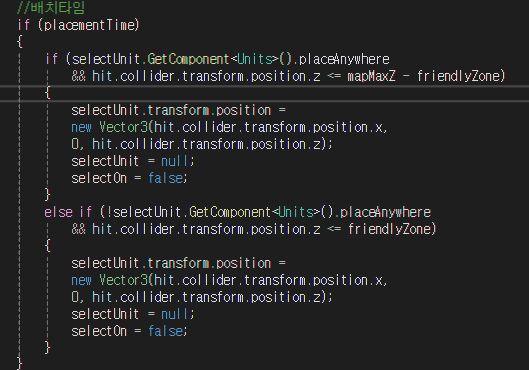 //배치타임
if (placementTime)
{
if (selectUnit.GetComponent<Units>().placeAnywhere
&& hit.collider.transform.position.z <= mapMaxZ - friendlyZone)
{
selectUnit.transform.position =
new Vector3(hit.collider.transform.position.x,
0, hit.collider.transform.position.z);
selectUnit = null;
selectOn = false;
}
else if (!selectUnit.GetComponent<Units>().placeAnywhere
&& hit.collider.transform.position.z <= friendlyZone)
{
selectUnit.transform.position =
new Vector3(hit.collider.transform.position.x,
0, hit.collider.transform.position.z);
selectUnit = null;
selectOn = false;
}
}